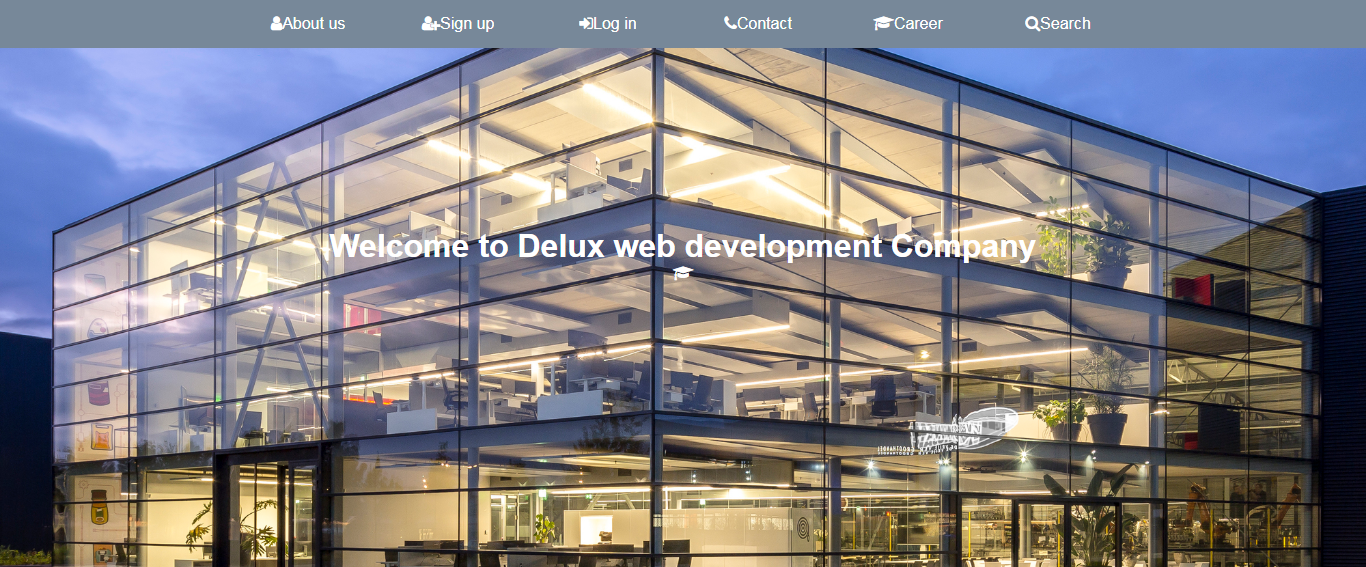 About us Sign up Log in Contact Career Search
Welcome to Delux web development Company